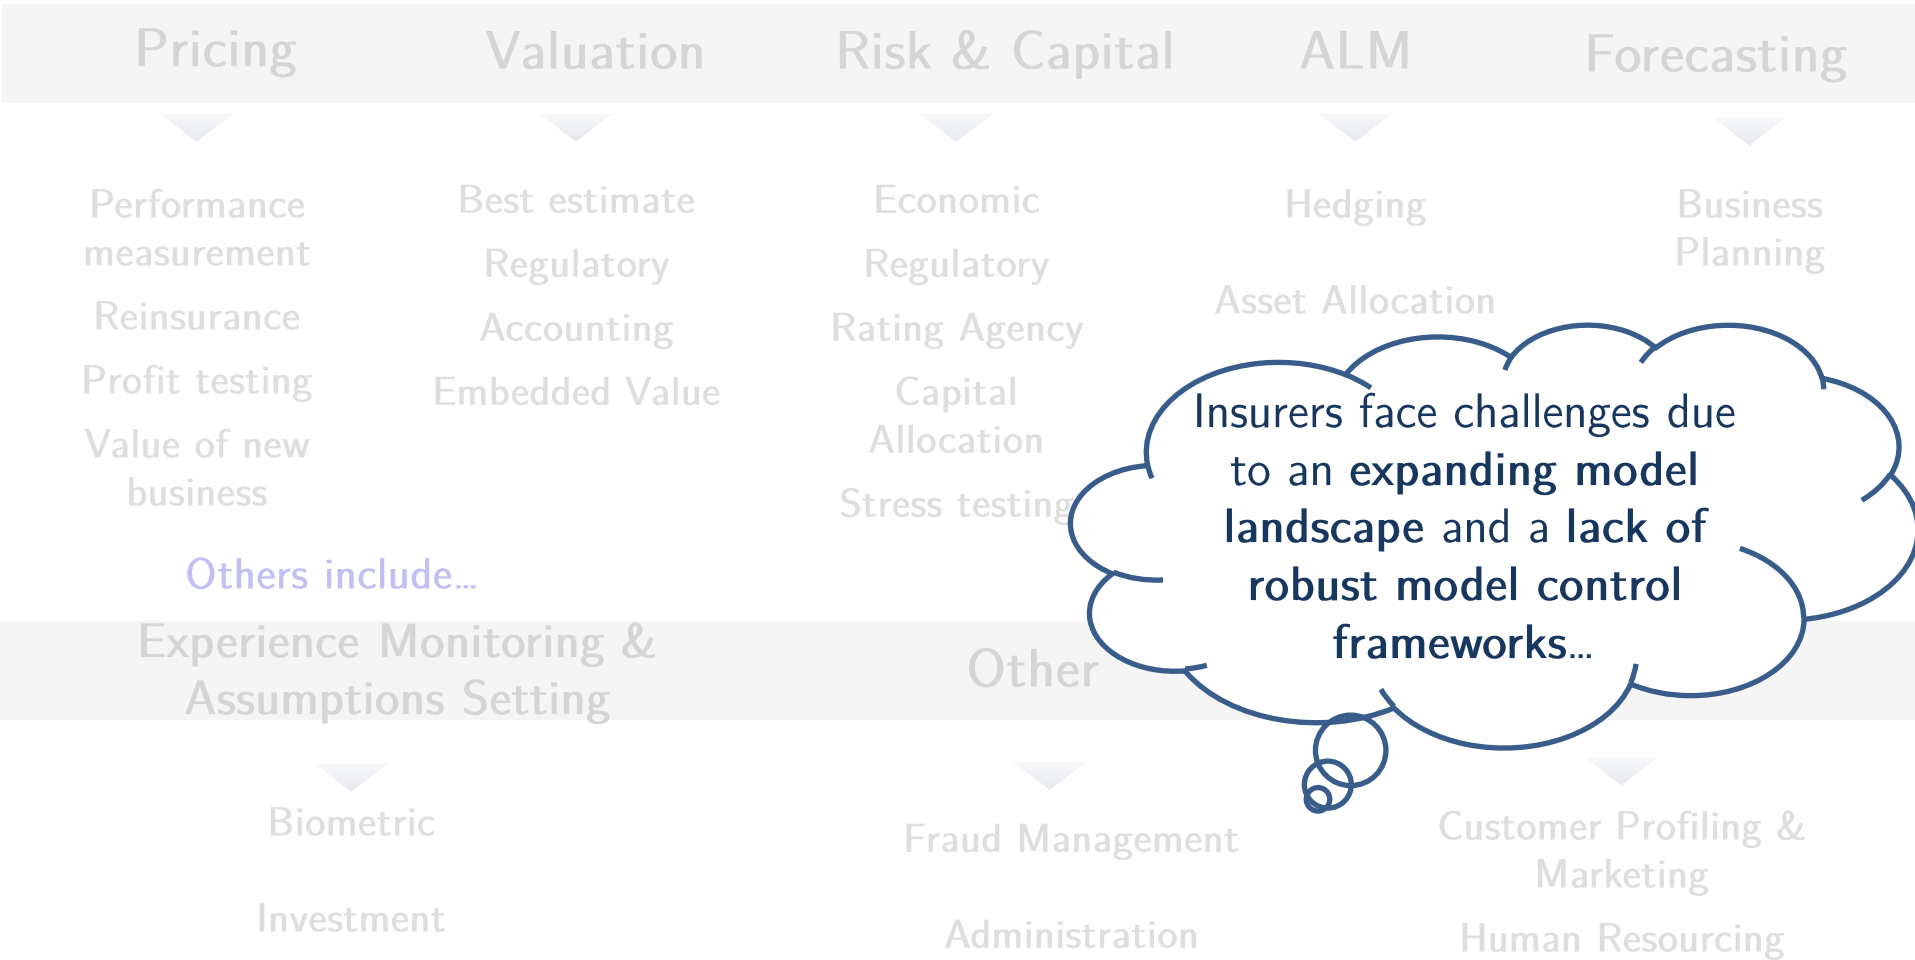 Pricing
Valuation
Risk & Capital
ALM
Forecasting
Performance
measurement
Reinsurance
Profit testing
Value of new
business
Best estimate
Regulatory
Accounting
Embedded Value
Economic
Regulatory
Rating Agency
Capital
Allocation
Stress testing
Hedging
Asset Allocation
Business
Planning
Insurers face challenges due
to an expanding model
landscape and a lack of
robust model control
frameworks...
Others include...
Experience Monitoring &
Assumptions Setting
Other
Biometric
Investment
Fraud Management
Administration
Customer Profiling &
Marketing
Human Resourcing